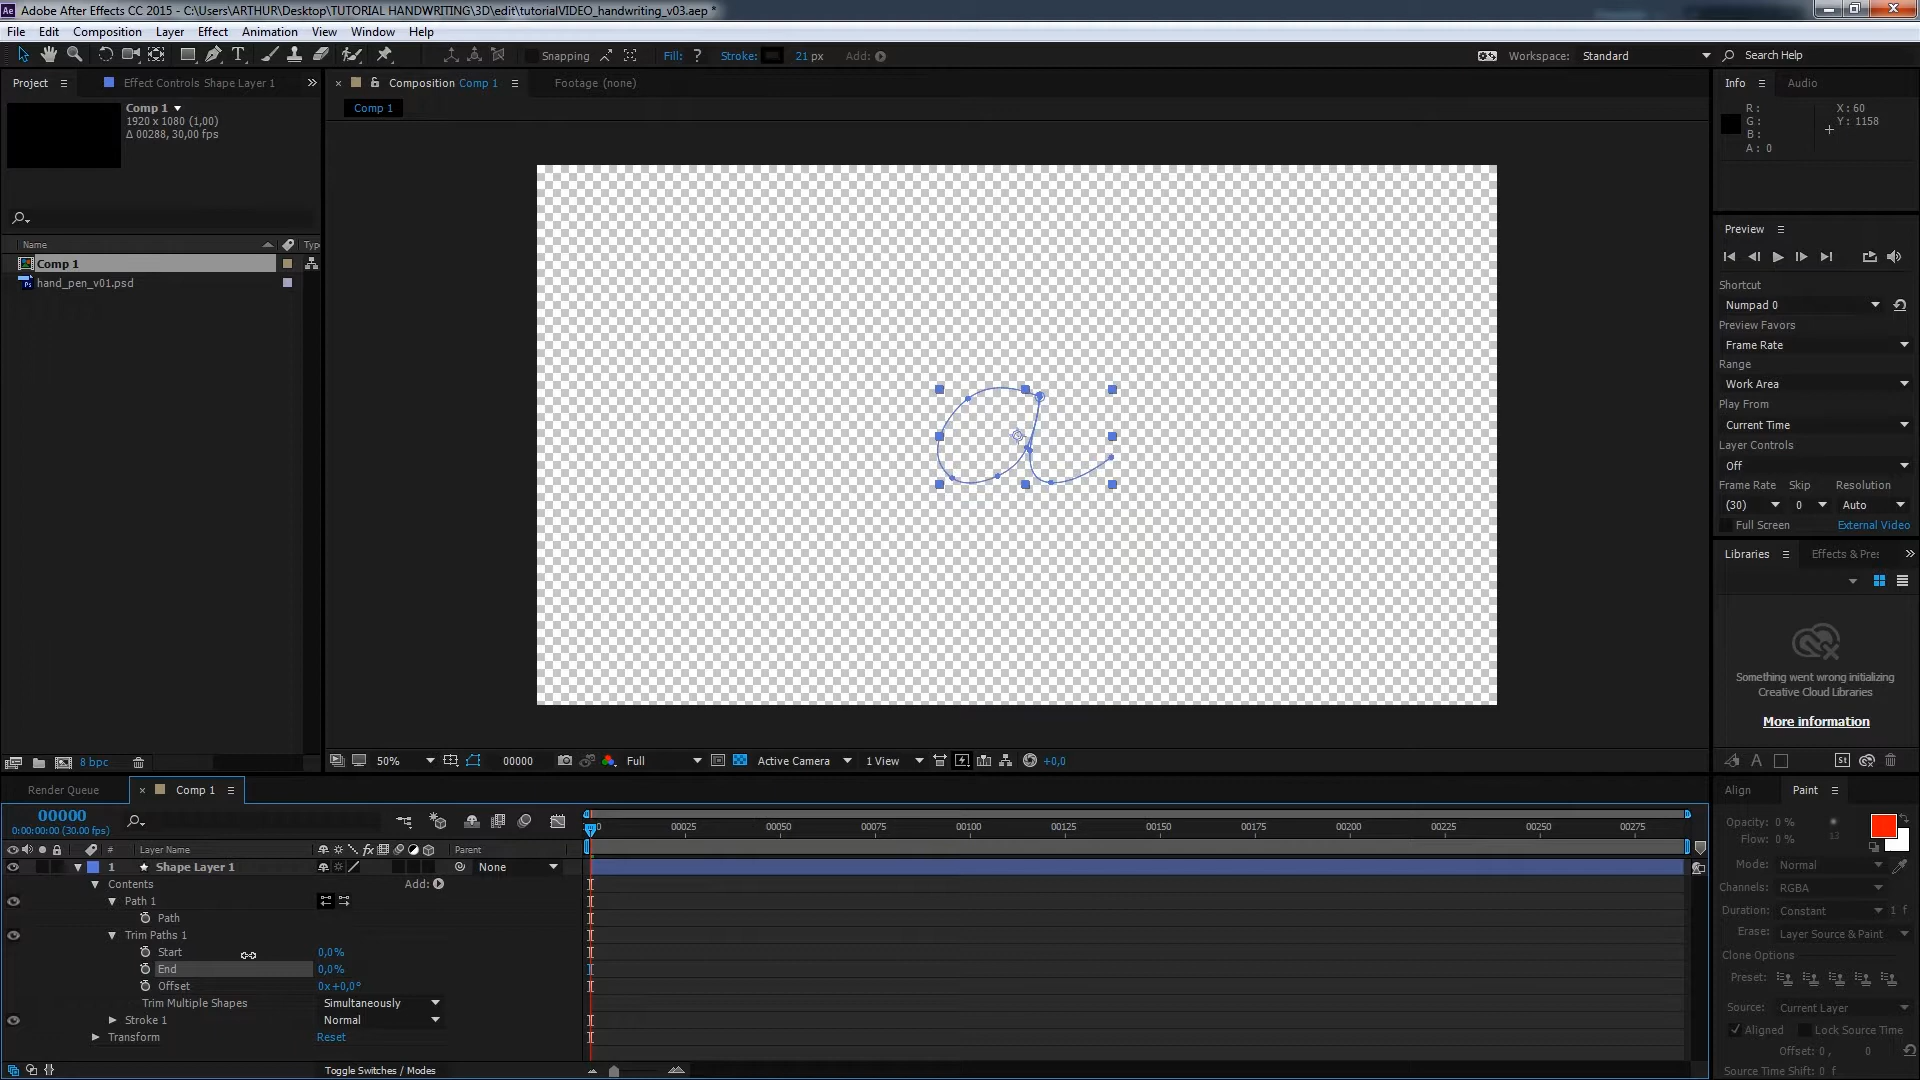 Adobe After Effects CC 2015 - C:\Users\ARTHUR\Desktop\TUTORIAL HANDWRITING\3D\edit\tutorialVIDEO_handwriting_v03.aep *
File Edit Composition Layer Effect Animation View Window Help
Snapping Fill: ? Stroke: 21 px Add: Workspace: Standard Search Help
Project Effect Controls Shape Layer 1 Composition Comp 1 Footage (none) Info Audio
Comp 1
1920 x 1080 (1,00)
Δ 00288, 30,00 fps
Comp 1
R: X: 60
G: Y: 1158
B:
A: 0
Name Typ
Comp 1
hand_pen_v01.psd
Preview
Shortcut
Numpad 0
Preview Favors
Frame Rate
Range
Work Area
Play From
Current Time
Layer Controls
Off
Frame Rate Skip Resolution
(30) 0 Auto
Full Screen External Video
Libraries Effects & Pre:
Something went wrong initializing
Creative Cloud Libraries
More information
8 bpc
50% 00000 Full Active Camera 1 View +0,0
Render Queue Comp 1
Align Paint
00000
0:00:00:00 (30.00 fps)
0 00025 00050 00075 00100 00125 00150 00175 00200 00225 00250 00275
# Layer Name fx Parent
1 Shape Layer 1 None
Contents Add:
Path 1
Path
Trim Paths 1
Start 0,0%
End 0,0%
Offset 0x+0,0°
Trim Multiple Shapes Simultaneously
Stroke 1 Normal
Transform Reset
Toggle Switches / Modes
Opacity: 0 %
Flow: 0 % 13
Mode: Normal
Channels: RGBA
Duration: Constant 1 f
Erase: Layer Source & Paint
Clone Options
Preset:
Source: Current Layer
Aligned Lock Source Time
Offset: 0 , 0
Source Time Shift: 0 f